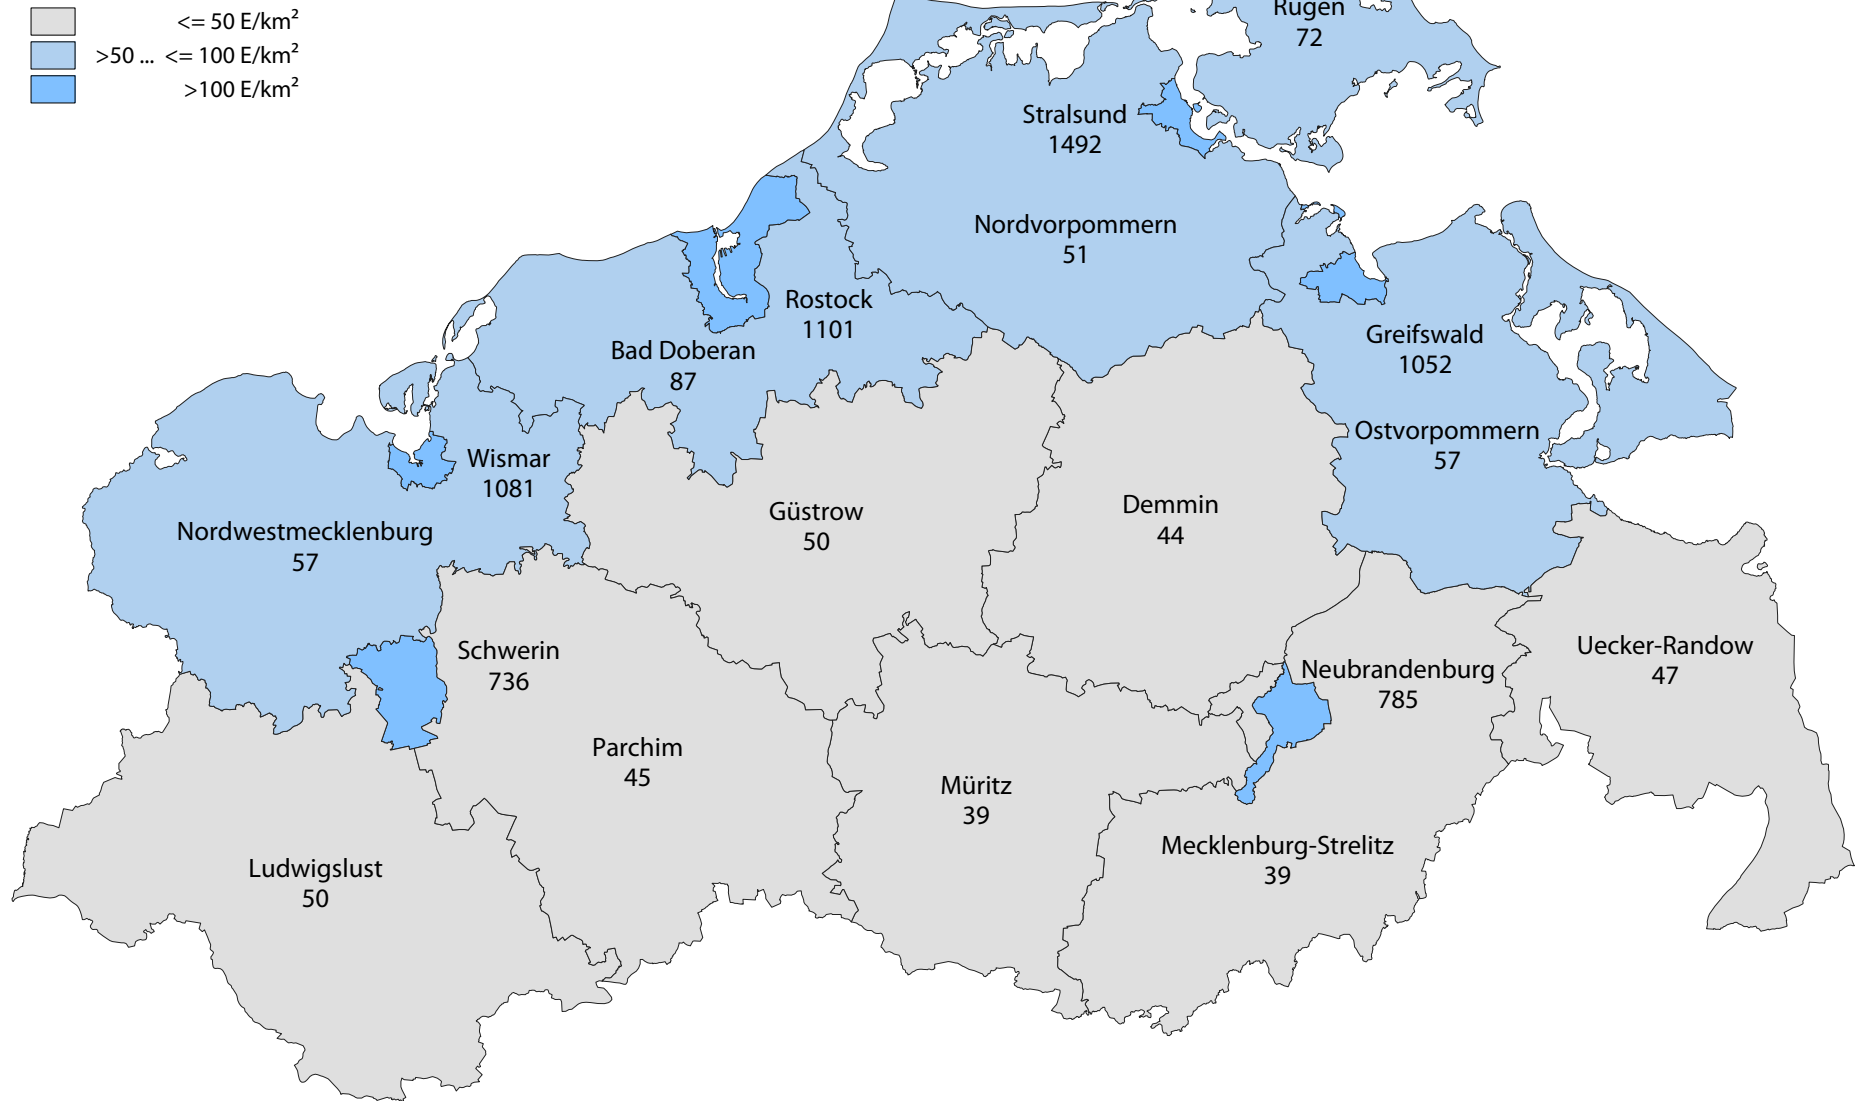 <= 50 E/km²
>50 ... <= 100 E/km²
>100 E/km²
Rügen
72
Stralsund
1492
Nordvorpommern
51
Rostock
1101
Greifswald
1052
Bad Doberan
87
Ostvorpommern
57
Wismar
1081
Güstrow
50
Demmin
44
Nordwestmecklenburg
57
Schwerin
736
Neubrandenburg
785
Uecker-Randow
47
Parchim
45
Müritz
39
Mecklenburg-Strelitz
39
Ludwigslust
50